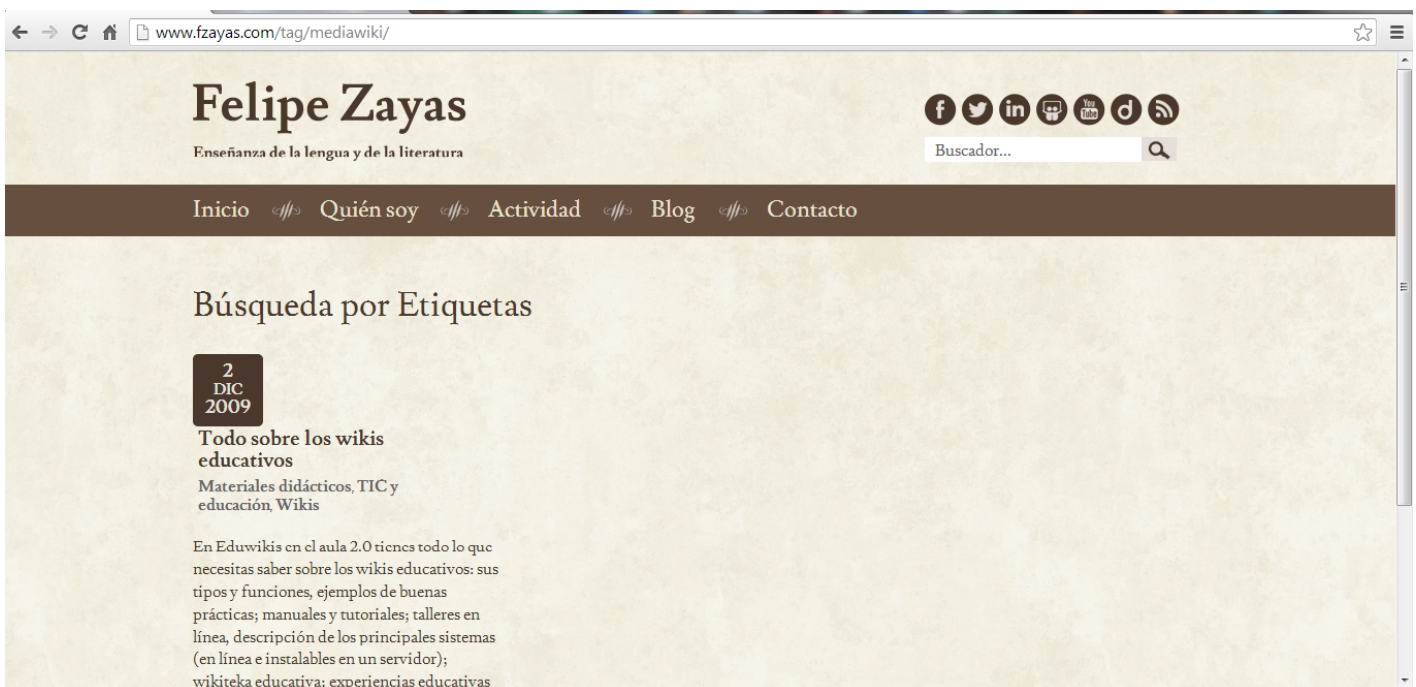 www.fzayas.com/tag/mediawiki/
Felipe Zayas
Enseñanza de la lengua y de la literatura
f in You Tube d
Buscador...
Inicio Quién soy Actividad Blog Contacto
Búsqueda por Etiquetas
2
DIC
2009
Todo sobre los wikis
educativos
Materiales didácticos, TIC y
educación, Wikis
En Eduwikis en el aula 2.0 tienes todo lo que
necesitas saber sobre los wikis educativos: sus
tipos y funciones, ejemplos de buenas
prácticas; manuales y tutoriales; talleres en
línea, descripción de los principales sistemas
(en línea e instalables en un servidor);
wikiteka educativa; experiencias educativas